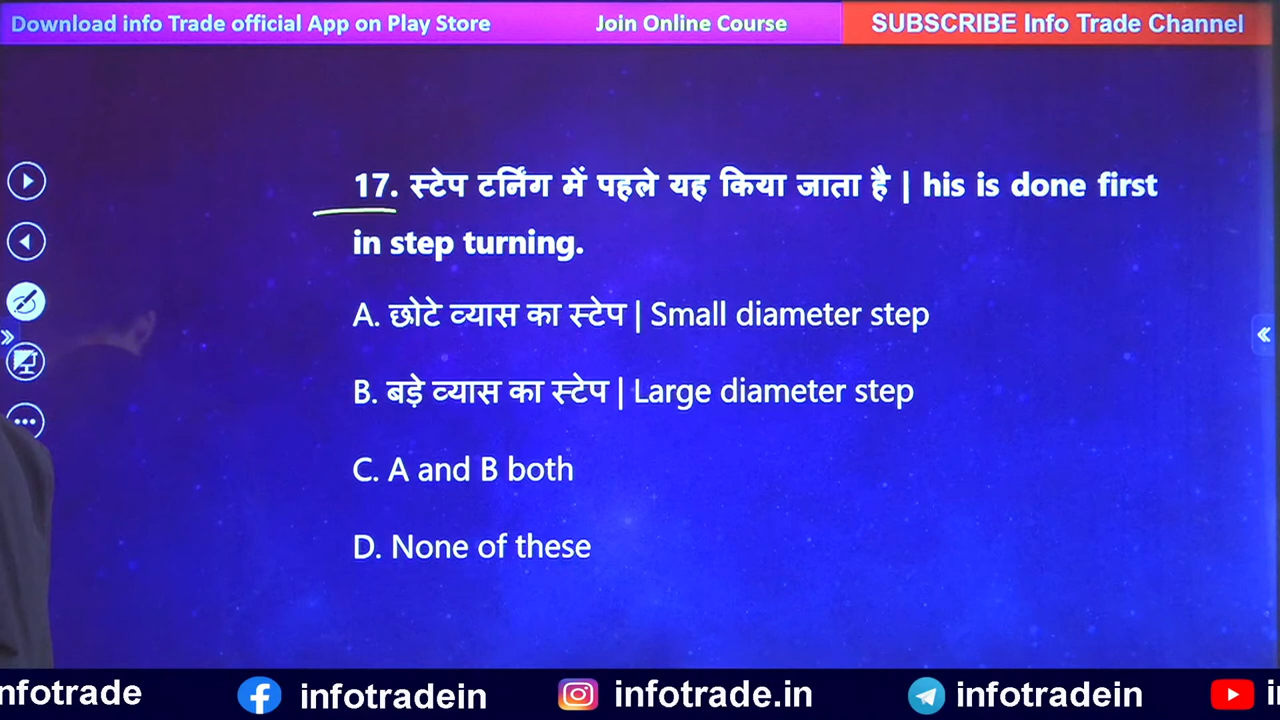 Download info Trade official App on Play Store Join Online Course SUBSCRIBE Info Trade Channel
17. स्टेप टर्निंग में पहले यह किया जाता है | his is done first
in step turning.
A. छोटे व्यास का स्टेप | Small diameter step
B. बड़े व्यास का स्टेप | Large diameter step
C. A and B both
D. None of these
nfotrade infotradein infotrade.in infotradein i